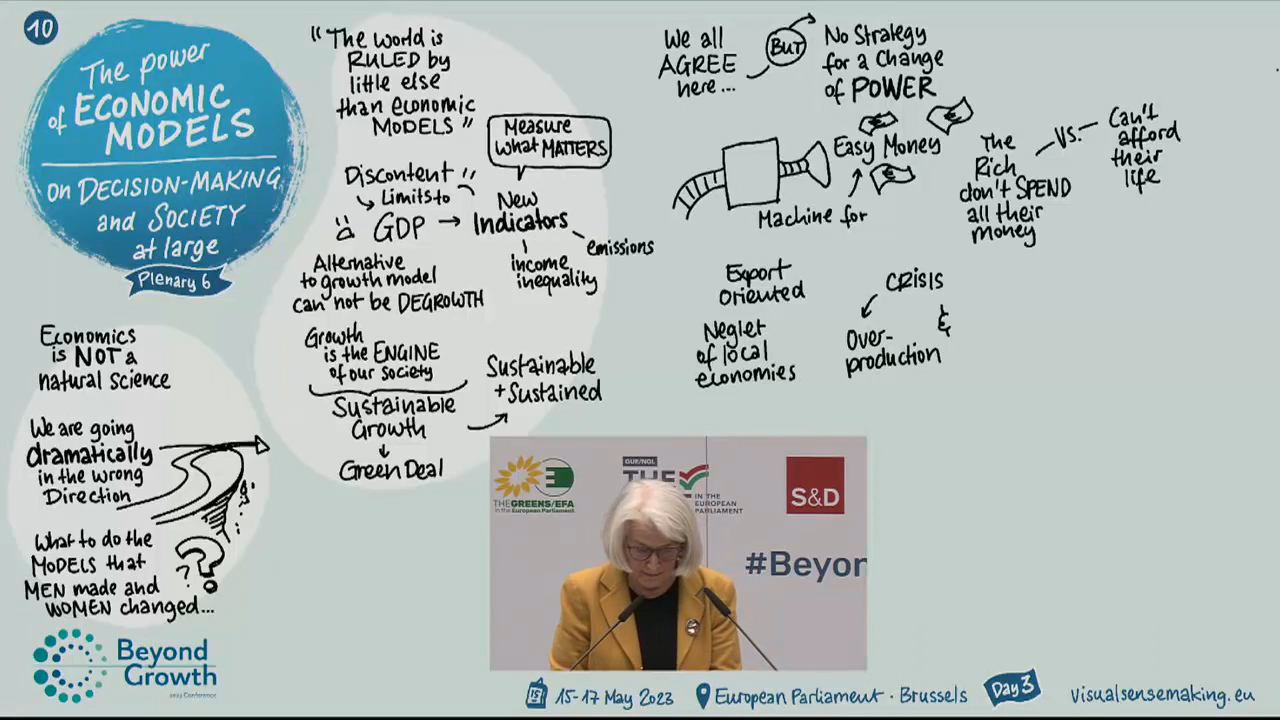 10
The power
of ECONOMIC
MODELS
on DECISION-MAKING
and SOCIETY
at large
Plenary 6
Economics
is NOT a
natural science
We are going
dramatically
in the wrong
Direction
What to do the
MODELS that
MEN made and
WOMEN changed...
"The world is
RULED by
little else
than economic
MODELS"
Measure
what MATTERS
Discontent
Limits to
GDP
New
Indicators
emissions
income
inequality
Alternative
to growth model
can not be DEGROWTH
Growth
is the ENGINE
of our society
Sustainable
Growth
Green Deal
Sustainable
+ Sustained
We all
AGREE
here...
BUT
No Strategy
for a Change
of POWER
Easy Money
€
€
€
Machine for
The
Rich
don't SPEND
all their
money
VS.
Can't
afford
their
life
Export
oriented
Neglet
of local
economies
CRISIS
&
Over-
production
THE GREENS/EFA
in the European Parliament
GUE/NGL
THE
IN THE
EUROPEAN
PARLIAMENT
S&D
#Beyon
Beyond
Growth
2023 Conference
15-17 May 2023
European Parliament · Brussels
Day 3
visualsensemaking.eu